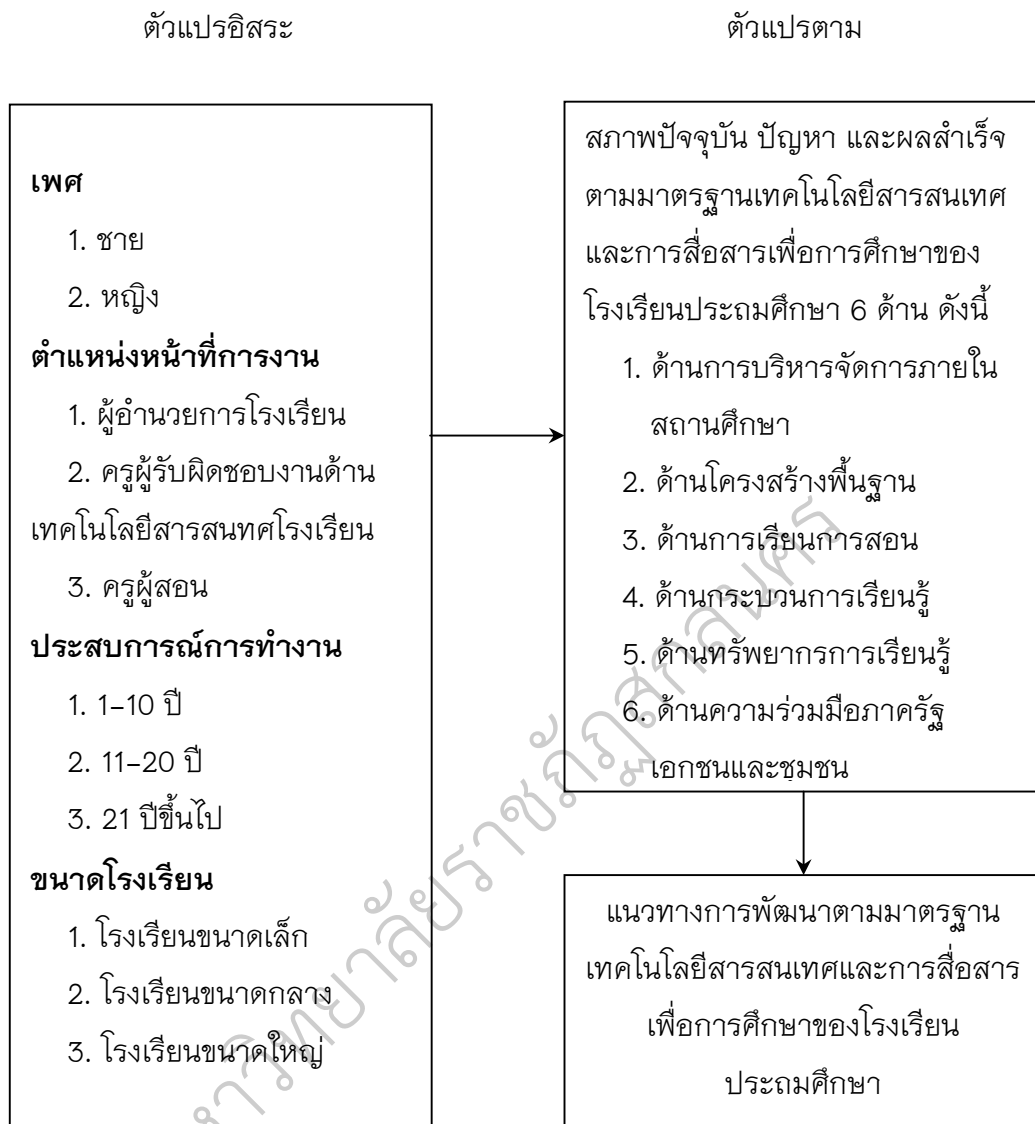 ตัวแปรอิสระ
ตัวแปรตาม
เพศ
1. ชาย
2. หญิง
ตำแหน่งหน้าที่การงาน
1. ผู้อำนวยการโรงเรียน
2. ครูผู้รับผิดชอบงานด้าน
เทคโนโลยีสารสนทศโรงเรียน
3. ครูผู้สอน
ประสบการณ์การทำงาน
1. 1–10 ปี
2. 11–20 ปี
3. 21 ปีขึ้นไป
ขนาดโรงเรียน
1. โรงเรียนขนาดเล็ก
2. โรงเรียนขนาดกลาง
3. โรงเรียนขนาดใหญ่
สภาพปัจจุบัน ปัญหา และผลสำเร็จ
ตามมาตรฐานเทคโนโลยีสารสนเทศ
และการสื่อสารเพื่อการศึกษาของ
โรงเรียนประถมศึกษา 6 ด้าน ดังนี้
1. ด้านการบริหารจัดการภายใน
สถานศึกษา
2. ด้านโครงสร้างพื้นฐาน
3. ด้านการเรียนการสอน
4. ด้านกระบวนการเรียนรู้
5. ด้านทรัพยากรการเรียนรู้
6. ด้านความร่วมมือภาครัฐ
เอกชนและชุมชน
แนวทางการพัฒนาตามมาตรฐาน
เทคโนโลยีสารสนเทศและการสื่อสาร
เพื่อการศึกษาของโรงเรียน
ประถมศึกษา